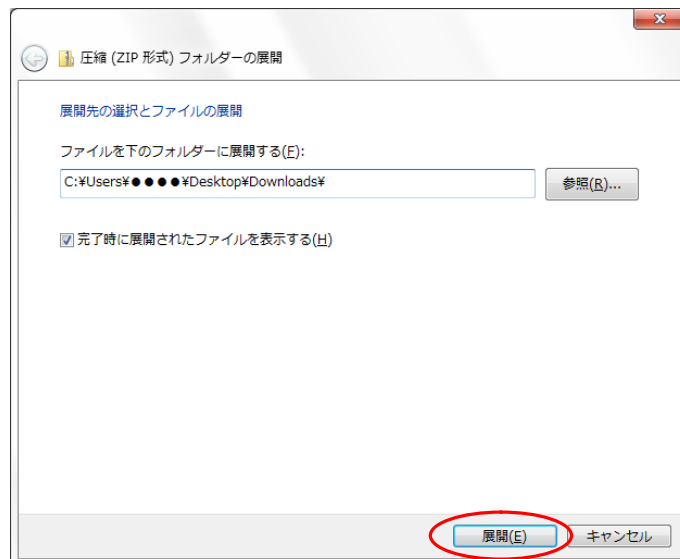 圧縮 (ZIP 形式) フォルダーの展開
展開先の選択とファイルの展開
ファイルを下のフォルダーに展開する(F):
C:¥Users¥●●●●¥Desktop¥Downloads¥
参照(R)...
完了時に展開されたファイルを表示する(H)
展開(E)
キャンセル